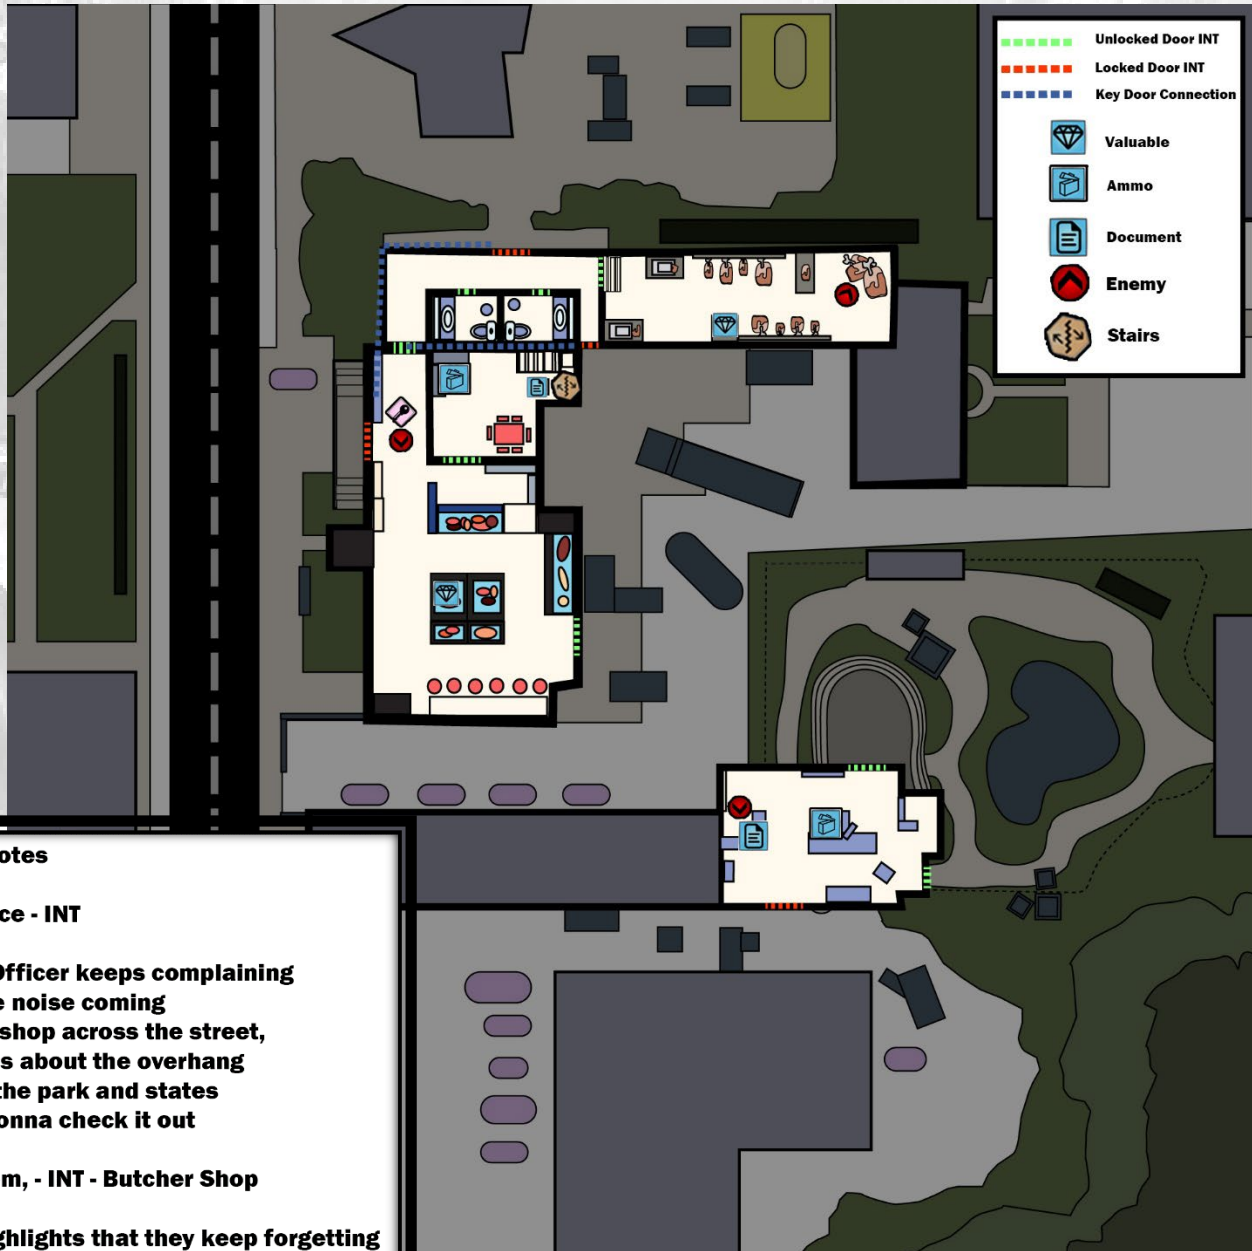 Unlocked Door INT
Locked Door INT
Key Door Connection
Valuable
Ammo
Document
Enemy
Stairs
otes
ce - INT
Officer keeps complaining
e noise coming
shop across the street,
s about the overhang
the park and states
onna check it out
m, - INT - Butcher Shop
ghlights that they keep forgetting